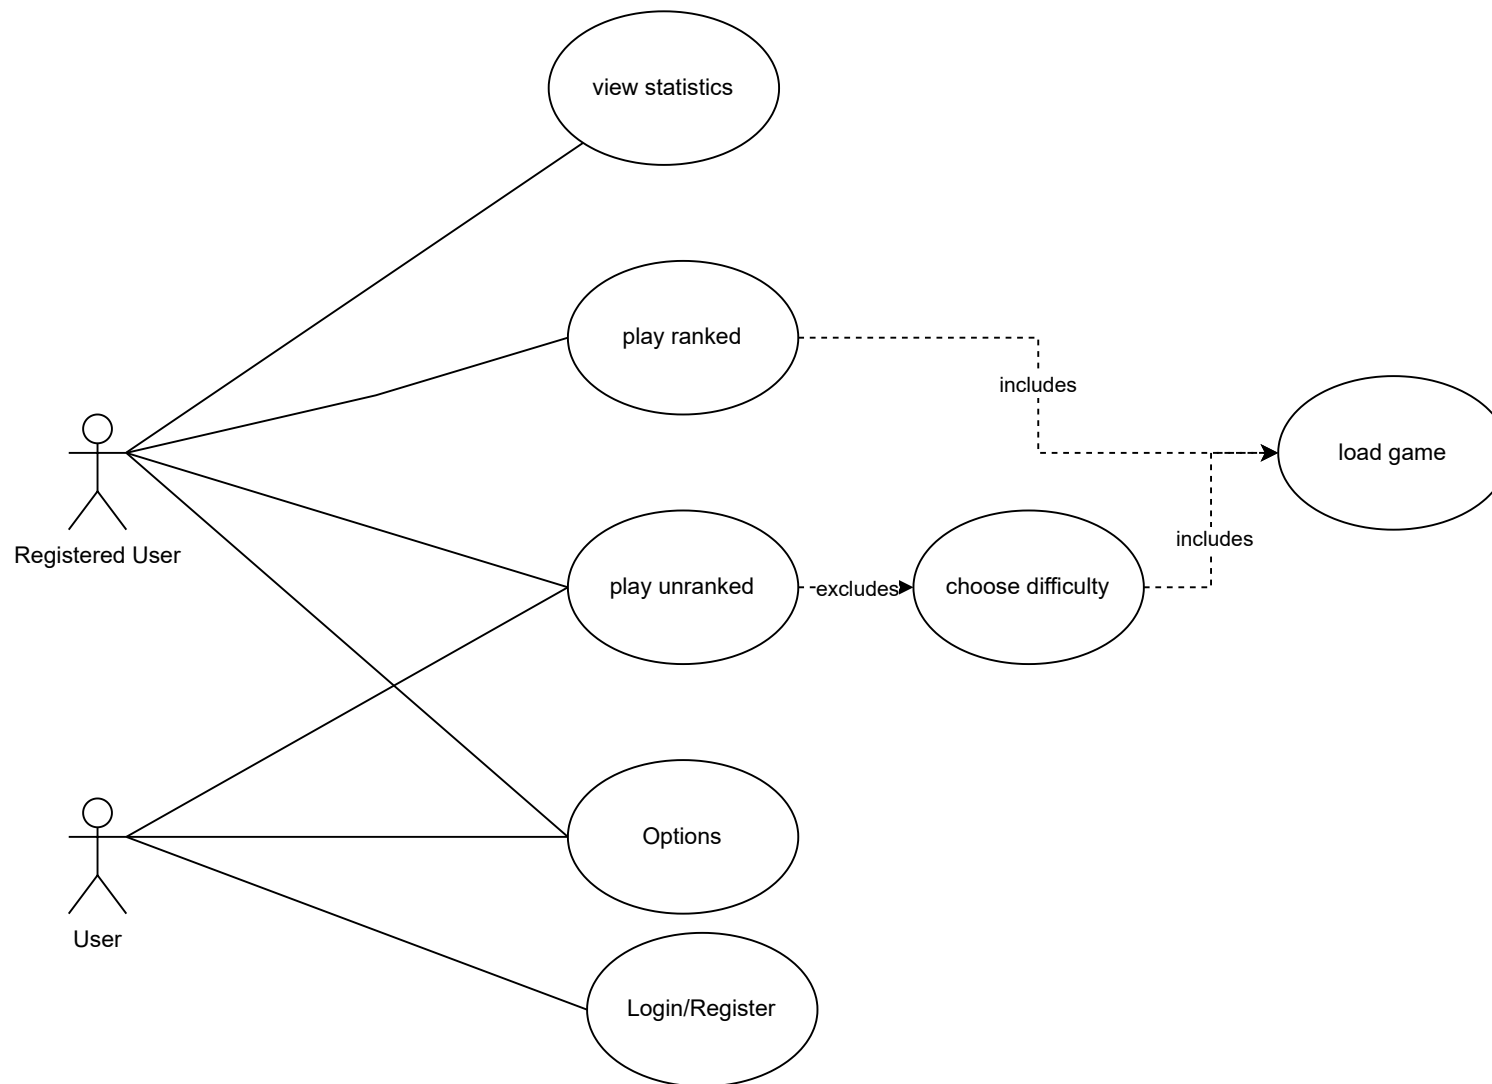 view statistics
play ranked
includes
load game
includes
Registered User
play unranked
excludes
choose difficulty
Options
User
Login/Register